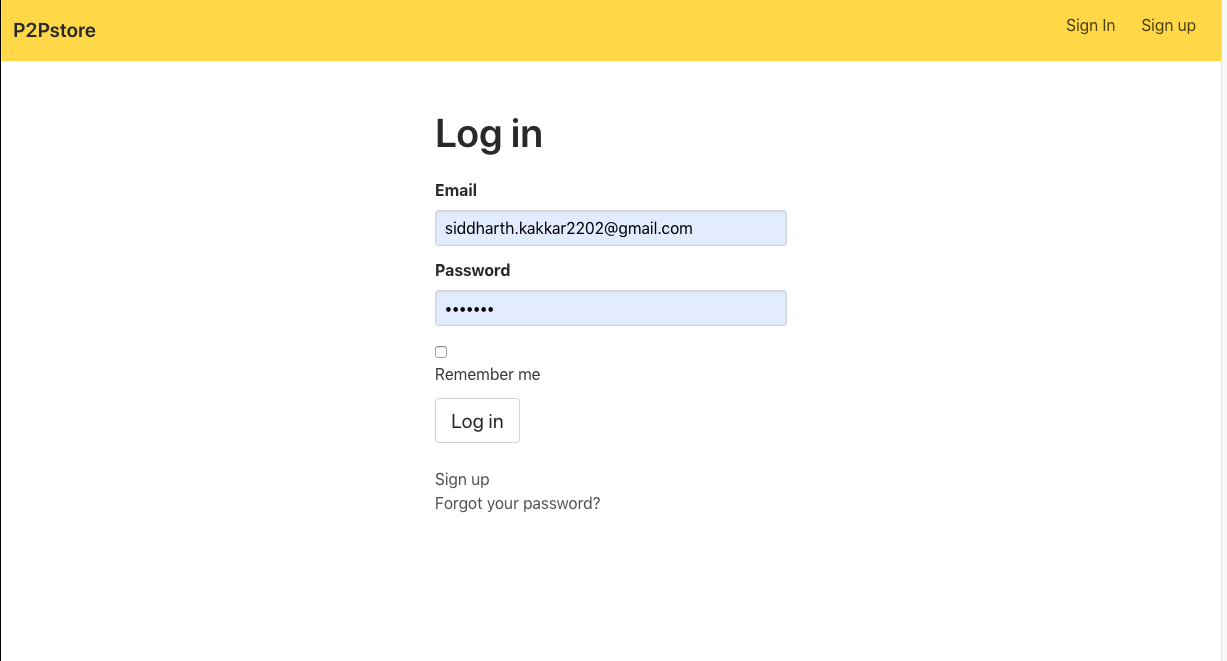 P2Pstore
Sign In Sign up
Log in
Email
siddharth.kakkar2202@gmail.com
Password
•••••••
Remember me
Log in
Sign up
Forgot your password?